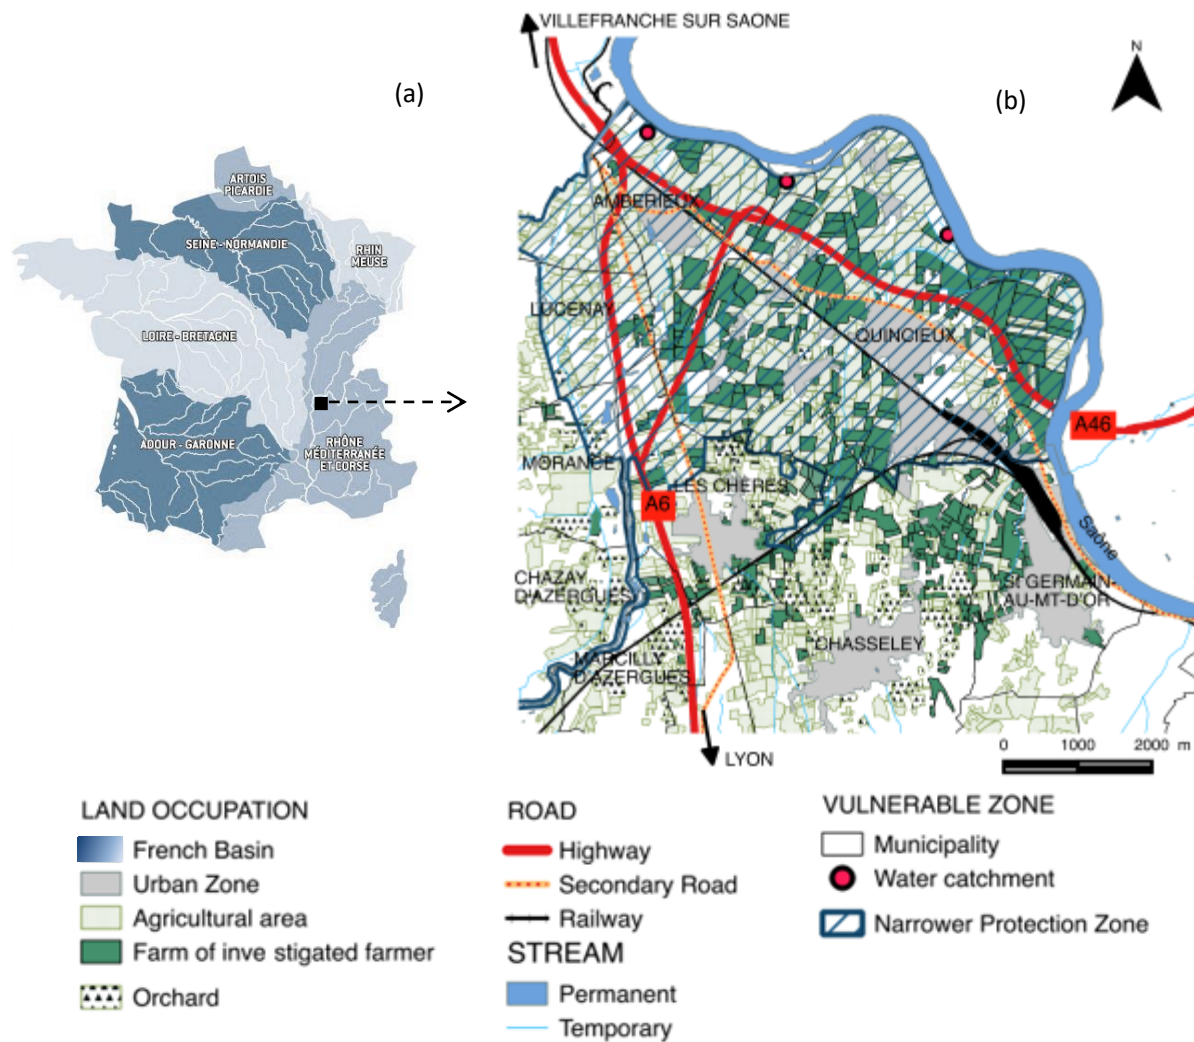 VILLEFRANCHE SUR SAONE
(a)
(b)
N
ARTOIS
PICARDIE
SEINE - NORMANDIE
RHIN
MEUSE
LOIRE - BRETAGNE
ADOUR - GARONNE
RHÔNE
MÉDITERRANÉE
ET CORSE
AMBERIEUX
LUCENAY
QUINCIEUX
A46
MORANCE
LES CHERES
A6
Saône
CHAZAY
D'AZERGUES
ST GERMAIN-
AU-MT-D'OR
CHASSELEY
MARCILLY
D'AZERGUES
LYON
0 1000 2000 m
LAND OCCUPATION
French Basin
Urban Zone
Agricultural area
Farm of inve stigated farmer
Orchard
ROAD
Highway
Secondary Road
Railway
STREAM
Permanent
Temporary
VULNERABLE ZONE
Municipality
Water catchment
Narrower Protection Zone